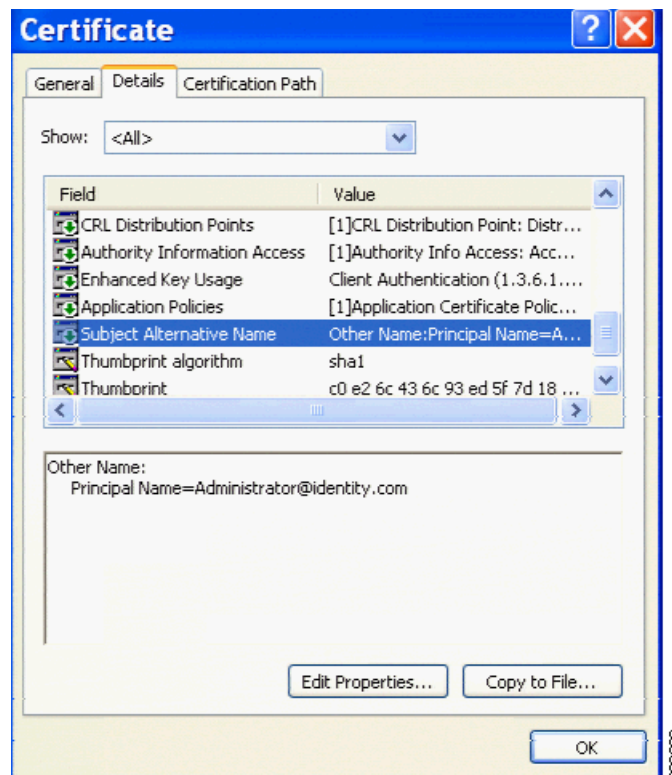 Certificate
General Details Certification Path
Show: <All>
Field Value
CRL Distribution Points [1]CRL Distribution Point: Distr...
Authority Information Access [1]Authority Info Access: Acc...
Enhanced Key Usage Client Authentication (1.3.6.1....
Application Policies [1]Application Certificate Polic...
Subject Alternative Name Other Name:Principal Name=A...
Thumbprint algorithm sha1
Thumbprint c0 e2 6c 43 6c 93 ed 5f 7d 18 ...
Other Name:
Principal Name=Administrator@identity.com
Edit Properties... Copy to File...
OK